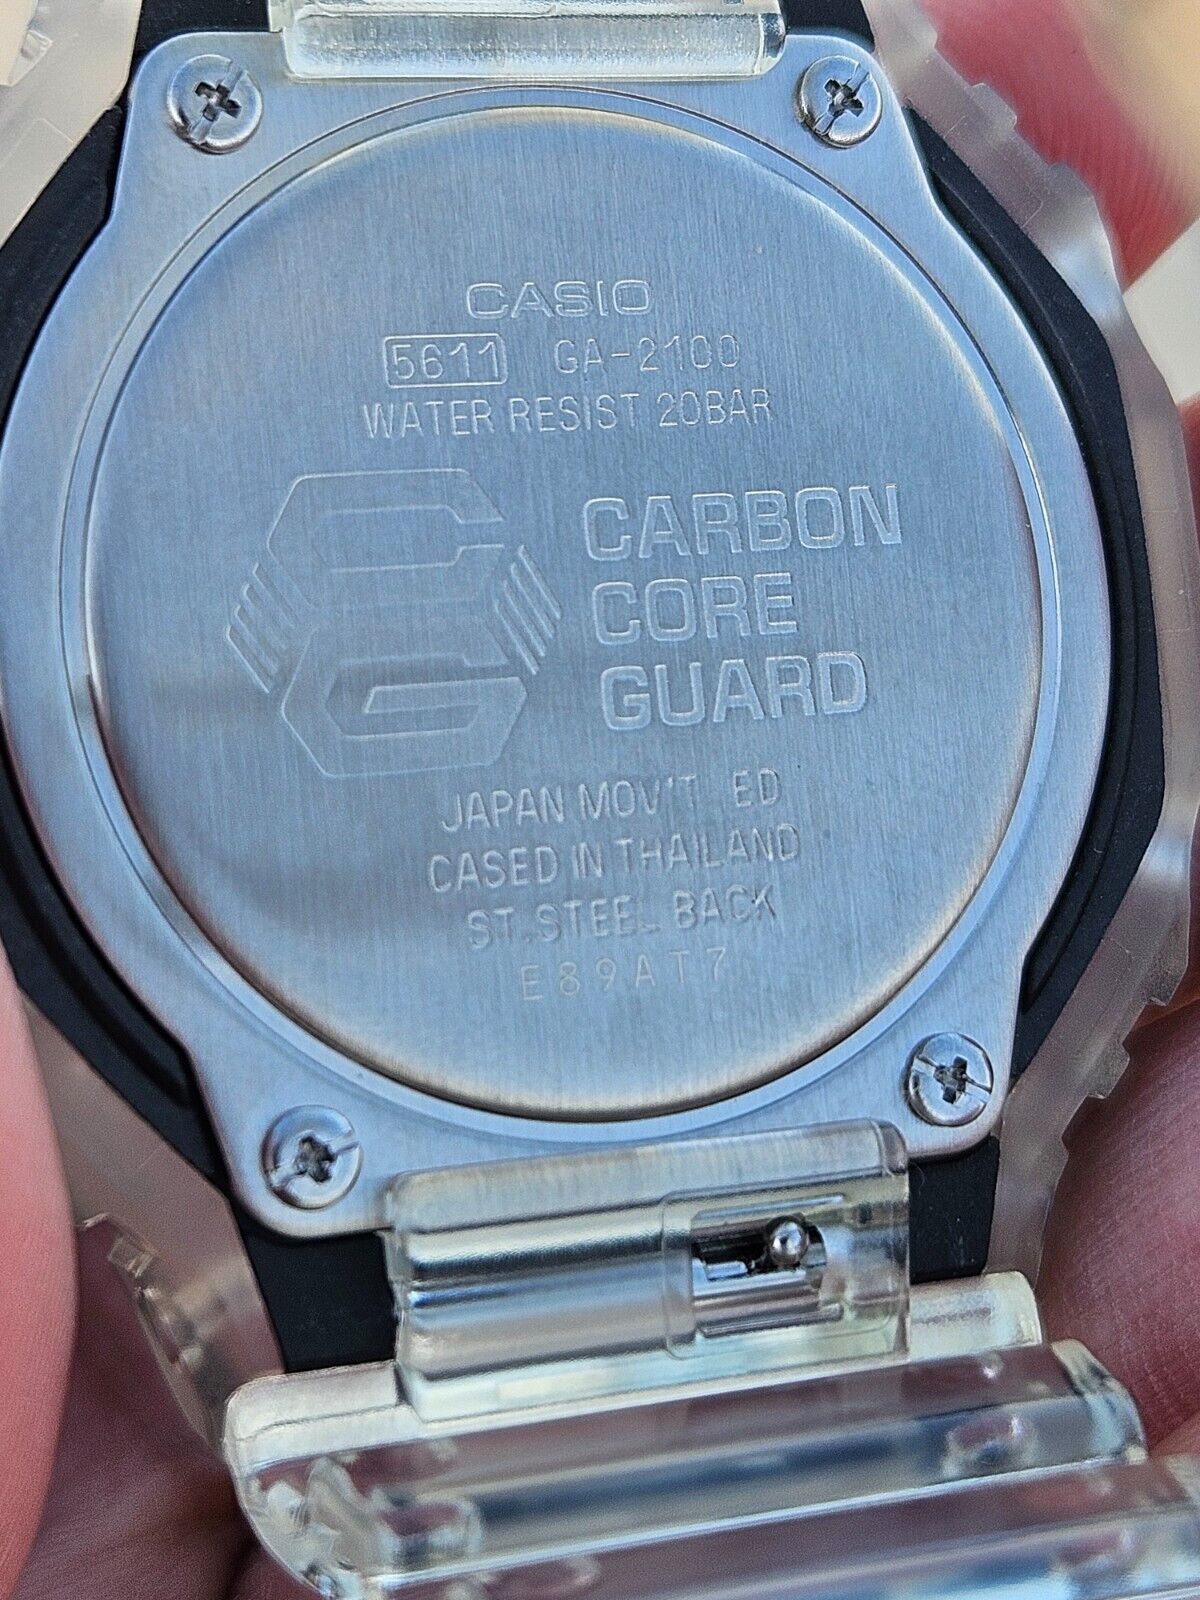 CASIO
5611 GA-2100
WATER RESIST 20BAR
CARBON
CORE
GUARD
JAPAN MOV'T ED
CASED IN THAILAND
ST.STEEL BACK
E89AT7